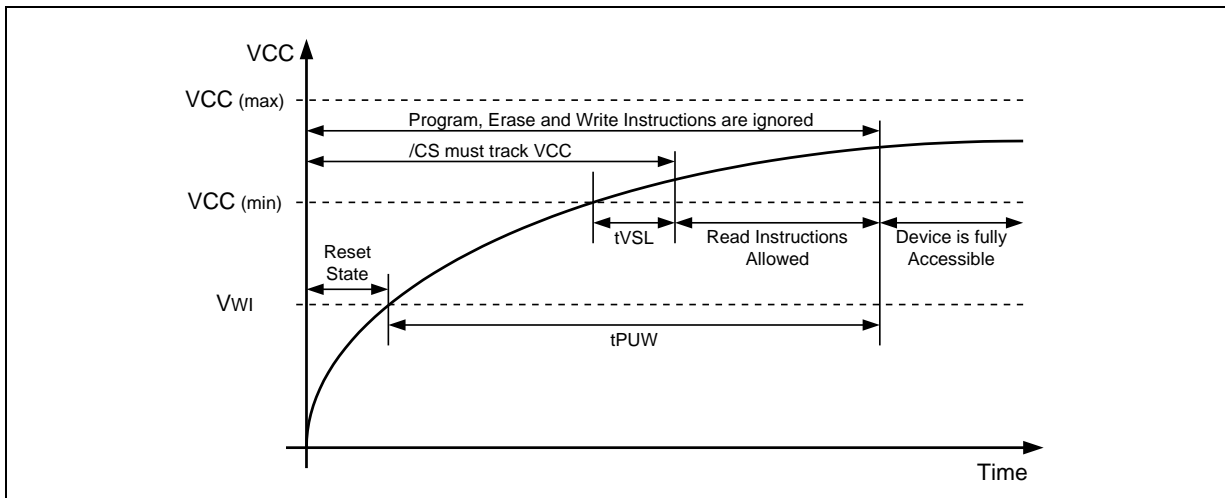 VCC
VCC (max)
Program, Erase and Write Instructions are ignored
/CS must track VCC
VCC (min)
tVSL
Read Instructions
Allowed
Device is fully
Accessible
Reset
State
VWI
tPUW
Time